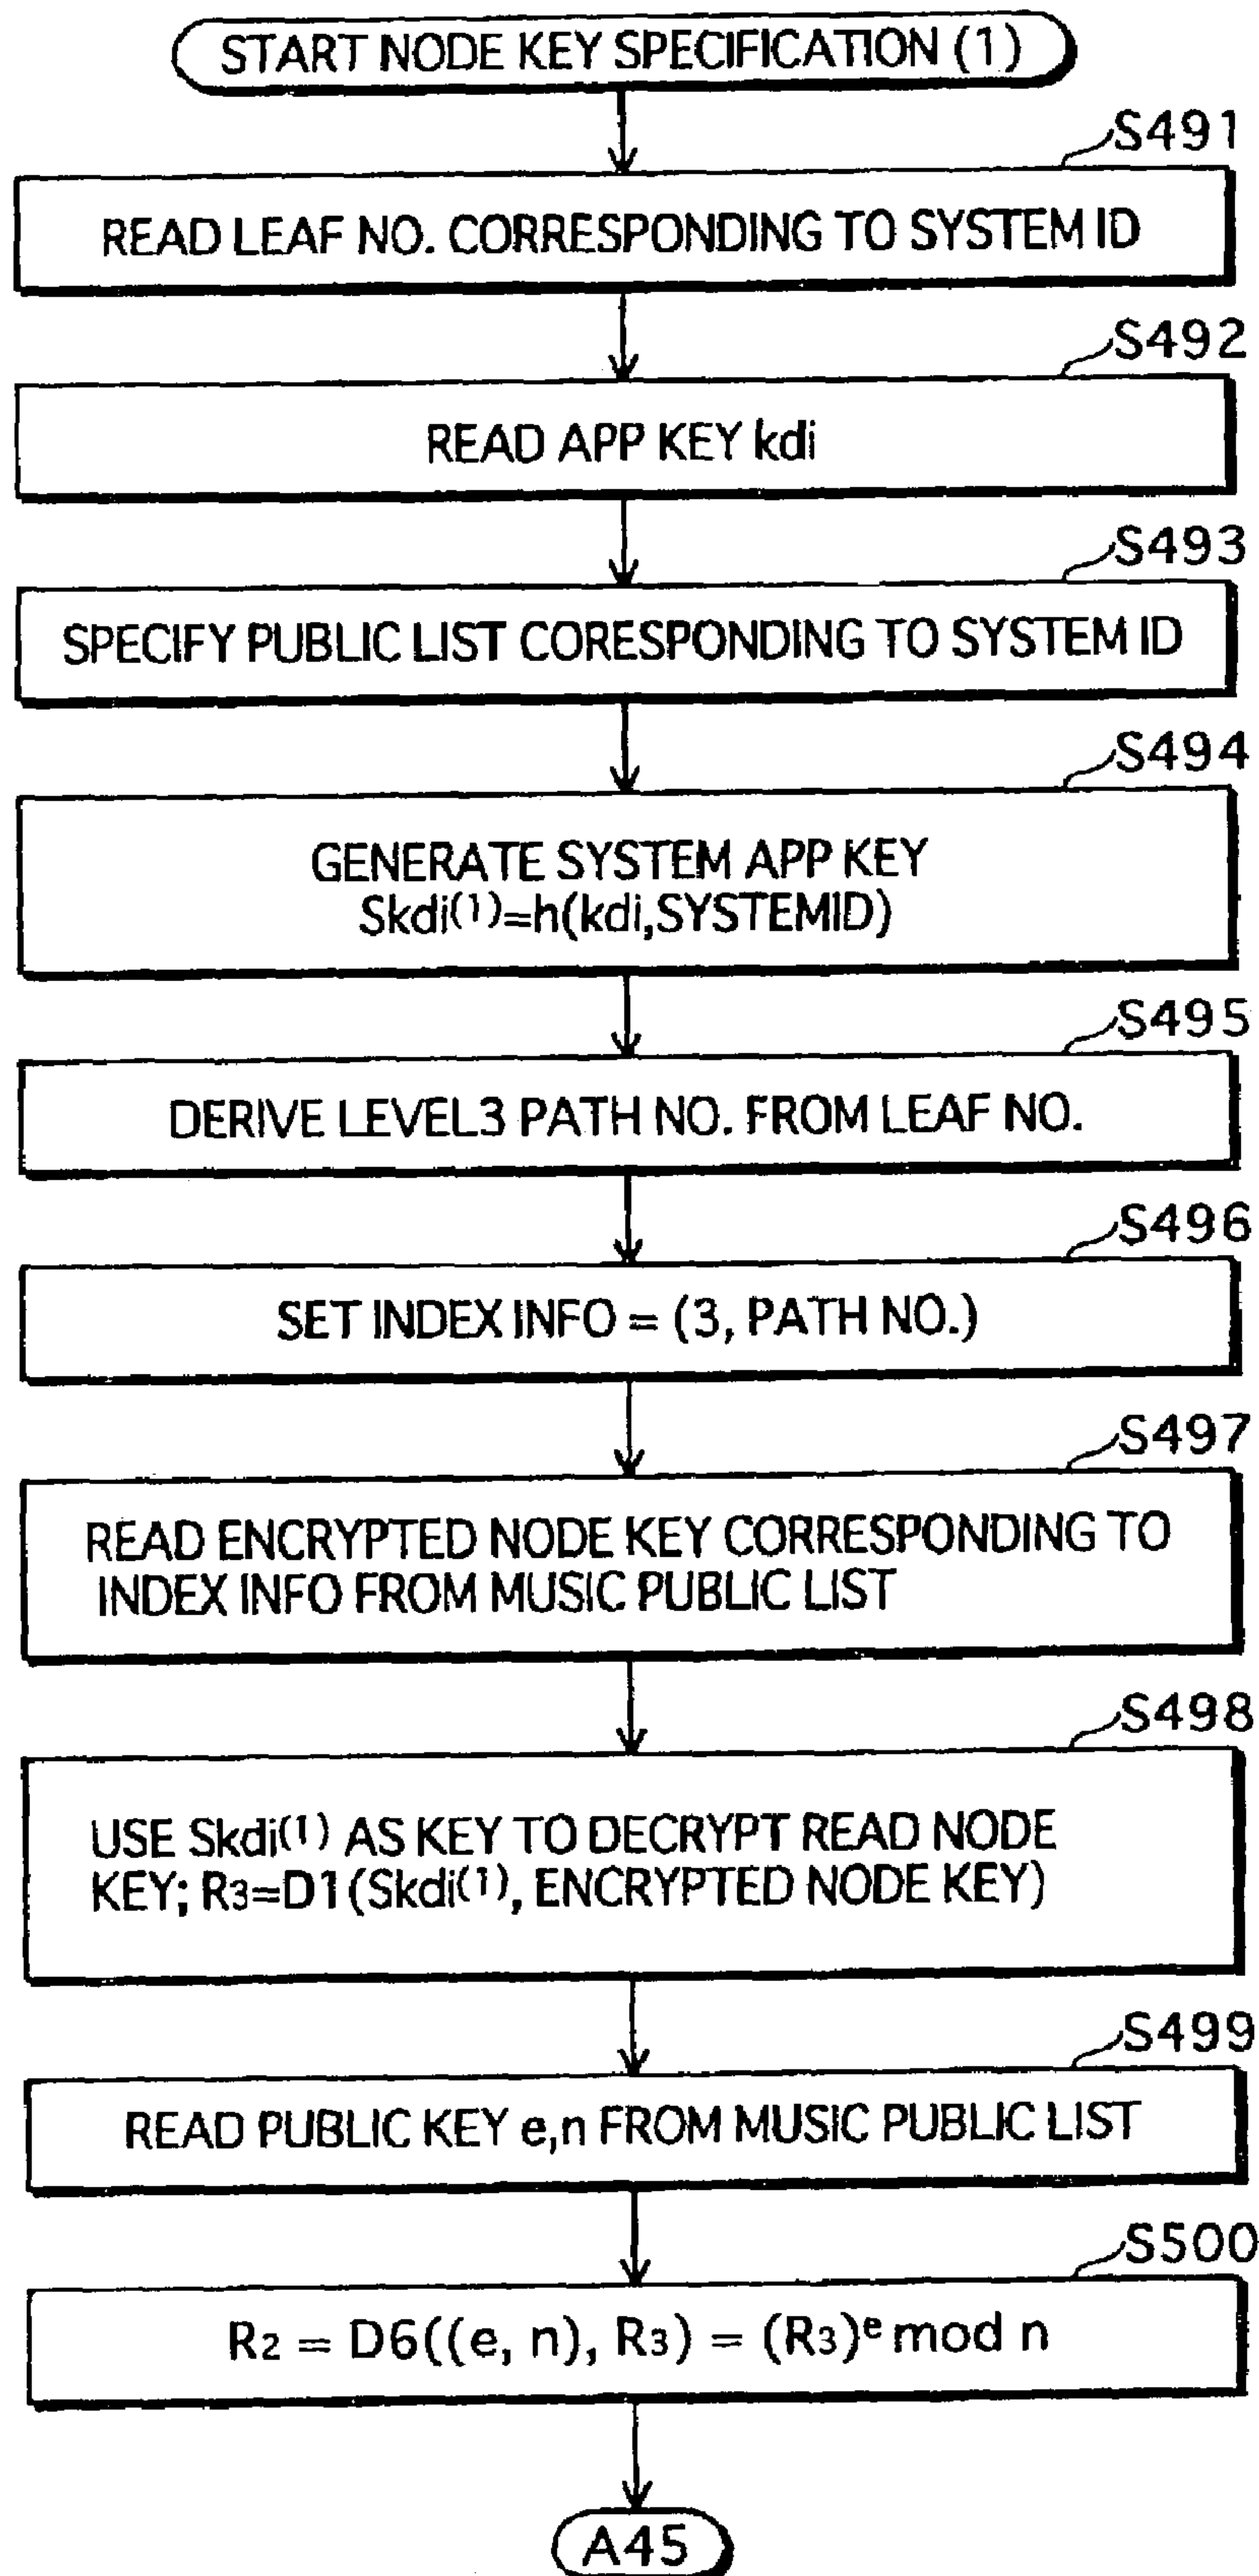 START NODE KEY SPECIFICATION (1)
S491
READ LEAF NO. CORRESPONDING TO SYSTEM ID
S492
READ APP KEY kdi
S493
SPECIFY PUBLIC LIST CORESPONDING TO SYSTEM ID
S494
GENERATE SYSTEM APP KEY
Skdi⁽¹⁾=h(kdi,SYSTEMID)
S495
DERIVE LEVEL3 PATH NO. FROM LEAF NO.
S496
SET INDEX INFO = (3, PATH NO.)
S497
READ ENCRYPTED NODE KEY CORRESPONDING TO
INDEX INFO FROM MUSIC PUBLIC LIST
S498
USE Skdi⁽¹⁾ AS KEY TO DECRYPT READ NODE
KEY; R₃=D1(Skdi⁽¹⁾, ENCRYPTED NODE KEY)
S499
READ PUBLIC KEY e,n FROM MUSIC PUBLIC LIST
S500
R₂ = D6((e, n), R₃) = (R₃)ᵉ mod n
A45